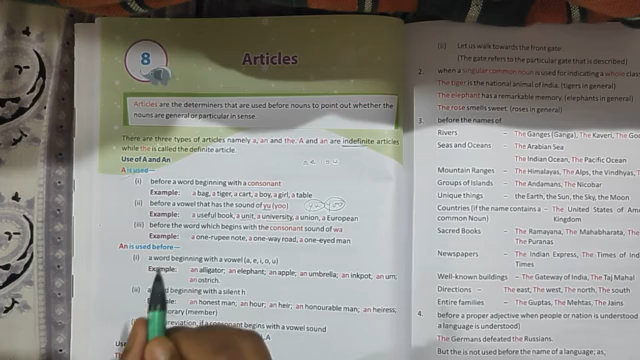 8
Articles
Articles are the determiners that are used before nouns to point out whether the
nouns are general or particular in sense
There are three types of articles namely a, an and the. A and an are indefinite articles
while the is called the definite article
Use of A and An
A is used—
(i) before a word beginning with a consonant
Example: a bag, a tiger, a cart, a boy, a girl, a table
(ii) before a vowel that has the sound of yu (yoo)
Example: a useful book, a unit, a university, a union, a European
(iii) before the word which begins with the consonant sound of wa
Example: a one-rupee note, a one-way road, a one-eyed man
An is used before—
(i) a word beginning with a vowel (a, e, i, o, u)
Example: an alligator; an elephant; an apple; an umbrella; an inkpot; an urn;
an ostrich.
(ii) beginning with silent h
an honest man; an hour; an heir; an honourable man; an heiress,
(member)
if a consonant begins with a vowel sound
(ii) Let us walk towards the front gate
(The gate refers to the particular gate that is described)
2. when a singular common noun is used for indicating a whole
The tiger is the national animal of India. (tigers in general)
The elephant has a remarkable memory. (elephants in general)
The rose smells sweet. (roses in general)
3. before the names of
Rivers – The Ganges (Ganga), The Kaveri, The
Seas and Oceans – The Arabian Sea
The Indian Ocean, The Pacific Ocean
Mountain Ranges – The Himalayas, The Alps, the Vindhyas,
Groups of Islands – The Andamans, The Nicobar
Unique things – the Earth, the Sun, the Sky, the Moon
Countries (if the name contains a – The United States of
common Noun) Kingdom
Sacred Books – The Ramayana, The Mahabharata, The
The Puranas
Newspapers – The Indian Express, The Times of
Times
Well-known buildings – The Gateway of India, The Taj Mahal
Directions – The east, The west, The north, The south
Entire families – The Guptas, The Mehtas, The Jains.
4. before a proper adjective when people or nation is understood
a language is understood]
The Germans defeated the Russians.
But the is not used before the name of a language; as,